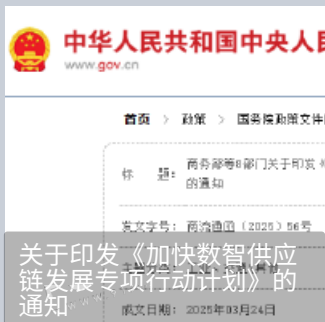 中华人民共和国中央人民
www.gov.cn
首页 > 政策 > 国务院政策文件
标 题: 商务部等8部门关于印发《
的通知
发文字号: 商流通函〔2025〕56号
关于印发《加快数智供应
链发展专项行动计划》的
通知
成文日期: 2025年03月24日